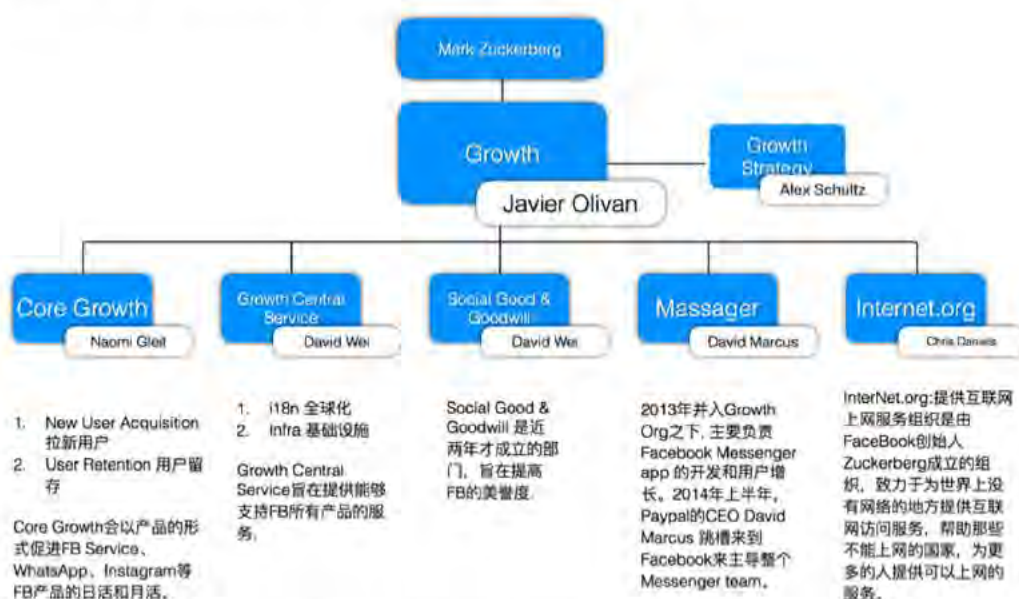 Mark Zuckerberg
Growth
Javier Olivan
Growth
Strategy
Alex Schultz
Core Growth
Naomi Gleit
Growth Central
Service
David Wei
Social Good &
Goodwill
David Wei
Massager
David Marcus
Internet.org
Chris Daniels
1. New User Acquisition
拉新用户
2. User Retention 用户留
存
Core Growth会以产品的形
式促进FB Service、
WhatsApp、Instagram等
FB产品的日活和月活。
1. i18n 全球化
2. Infra 基础设施
Growth Central
Service旨在提供能够
支持FB所有产品的服
务。
Social Good &
Goodwill 是近
两年才成立的部
门，旨在提高
FB的美誉度.
2013年并入Growth
Org之下, 主要负责
Facebook Messenger
app 的开发和用户增
长。2014年上半年，
Paypal的CEO David
Marcus 跳槽来到
Facebook来主导整个
Messenger team。
InterNet.org:提供互联网
上网服务组织是由
FaceBook创始人
Zuckerberg成立的组
织，致力于为世界上没
有网络的地方提供互联
网访问服务，帮助那些
不能上网的国家，为更
多的人提供可以上网的
服务。